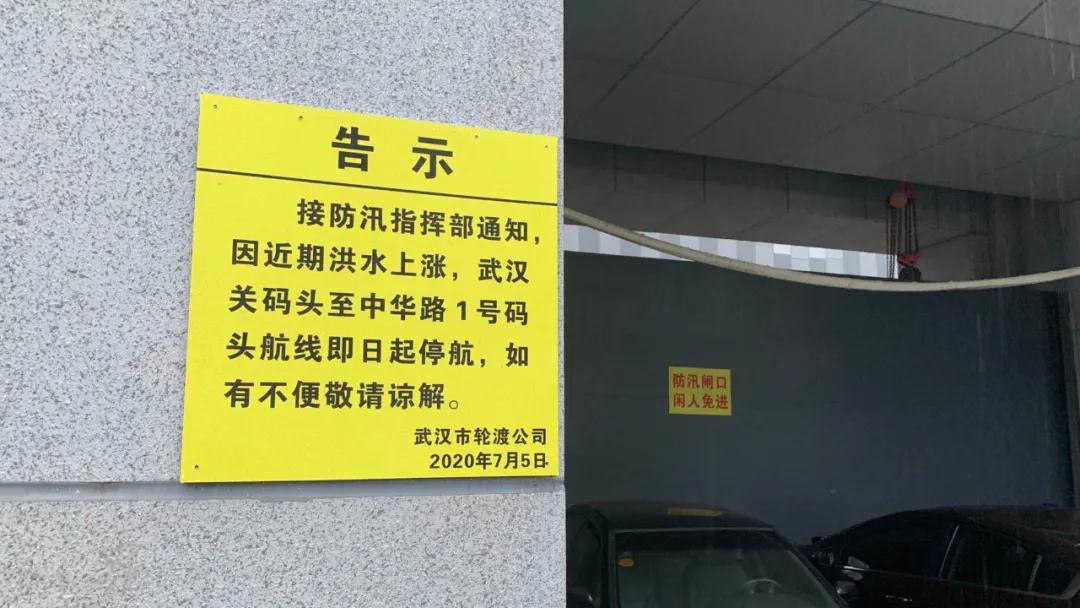 告示
接防汛指挥部通知，
因近期洪水上涨，武汉
关码头至中华路1号码
头航线即日起停航，如
有不便敬请谅解。
武汉市轮渡公司
2020年7月5日
防汛闸口
闲人免进